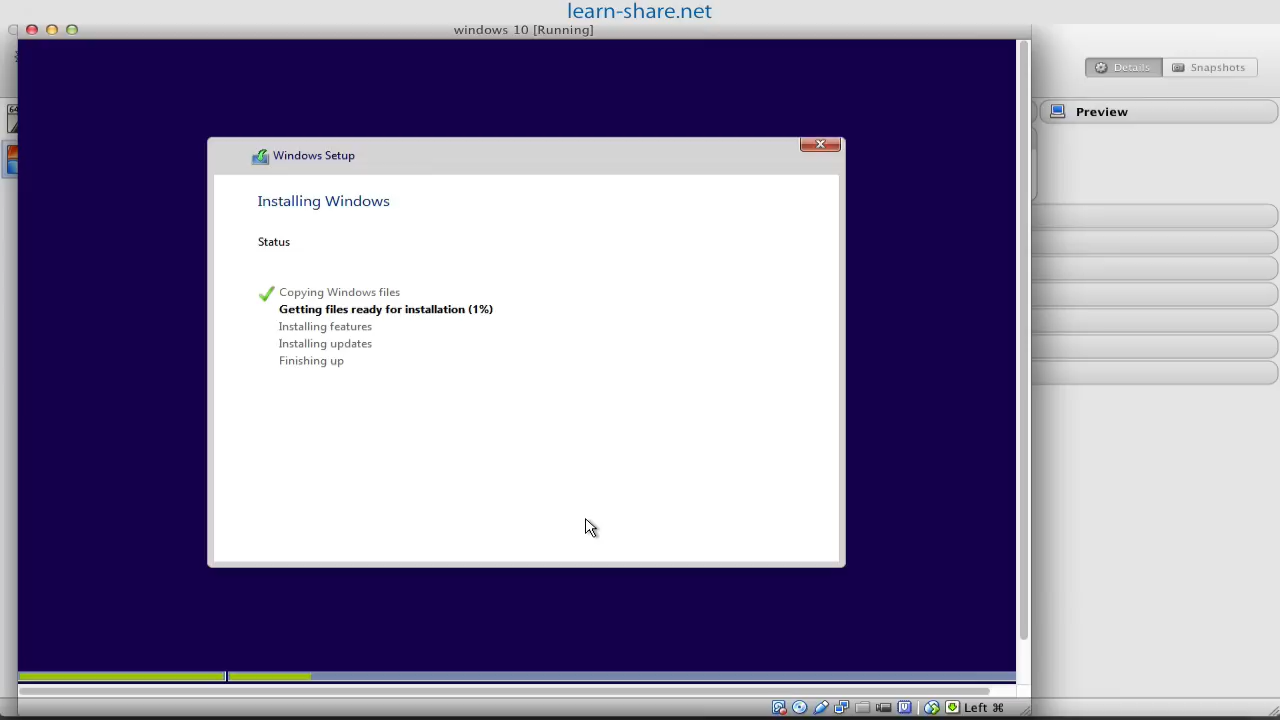 learn-share.net
windows 10 [Running]
Details
Snapshots
Preview
Windows Setup
Installing Windows
Status
Copying Windows files
Getting files ready for installation (1%)
Installing features
Installing updates
Finishing up
Left ⌘